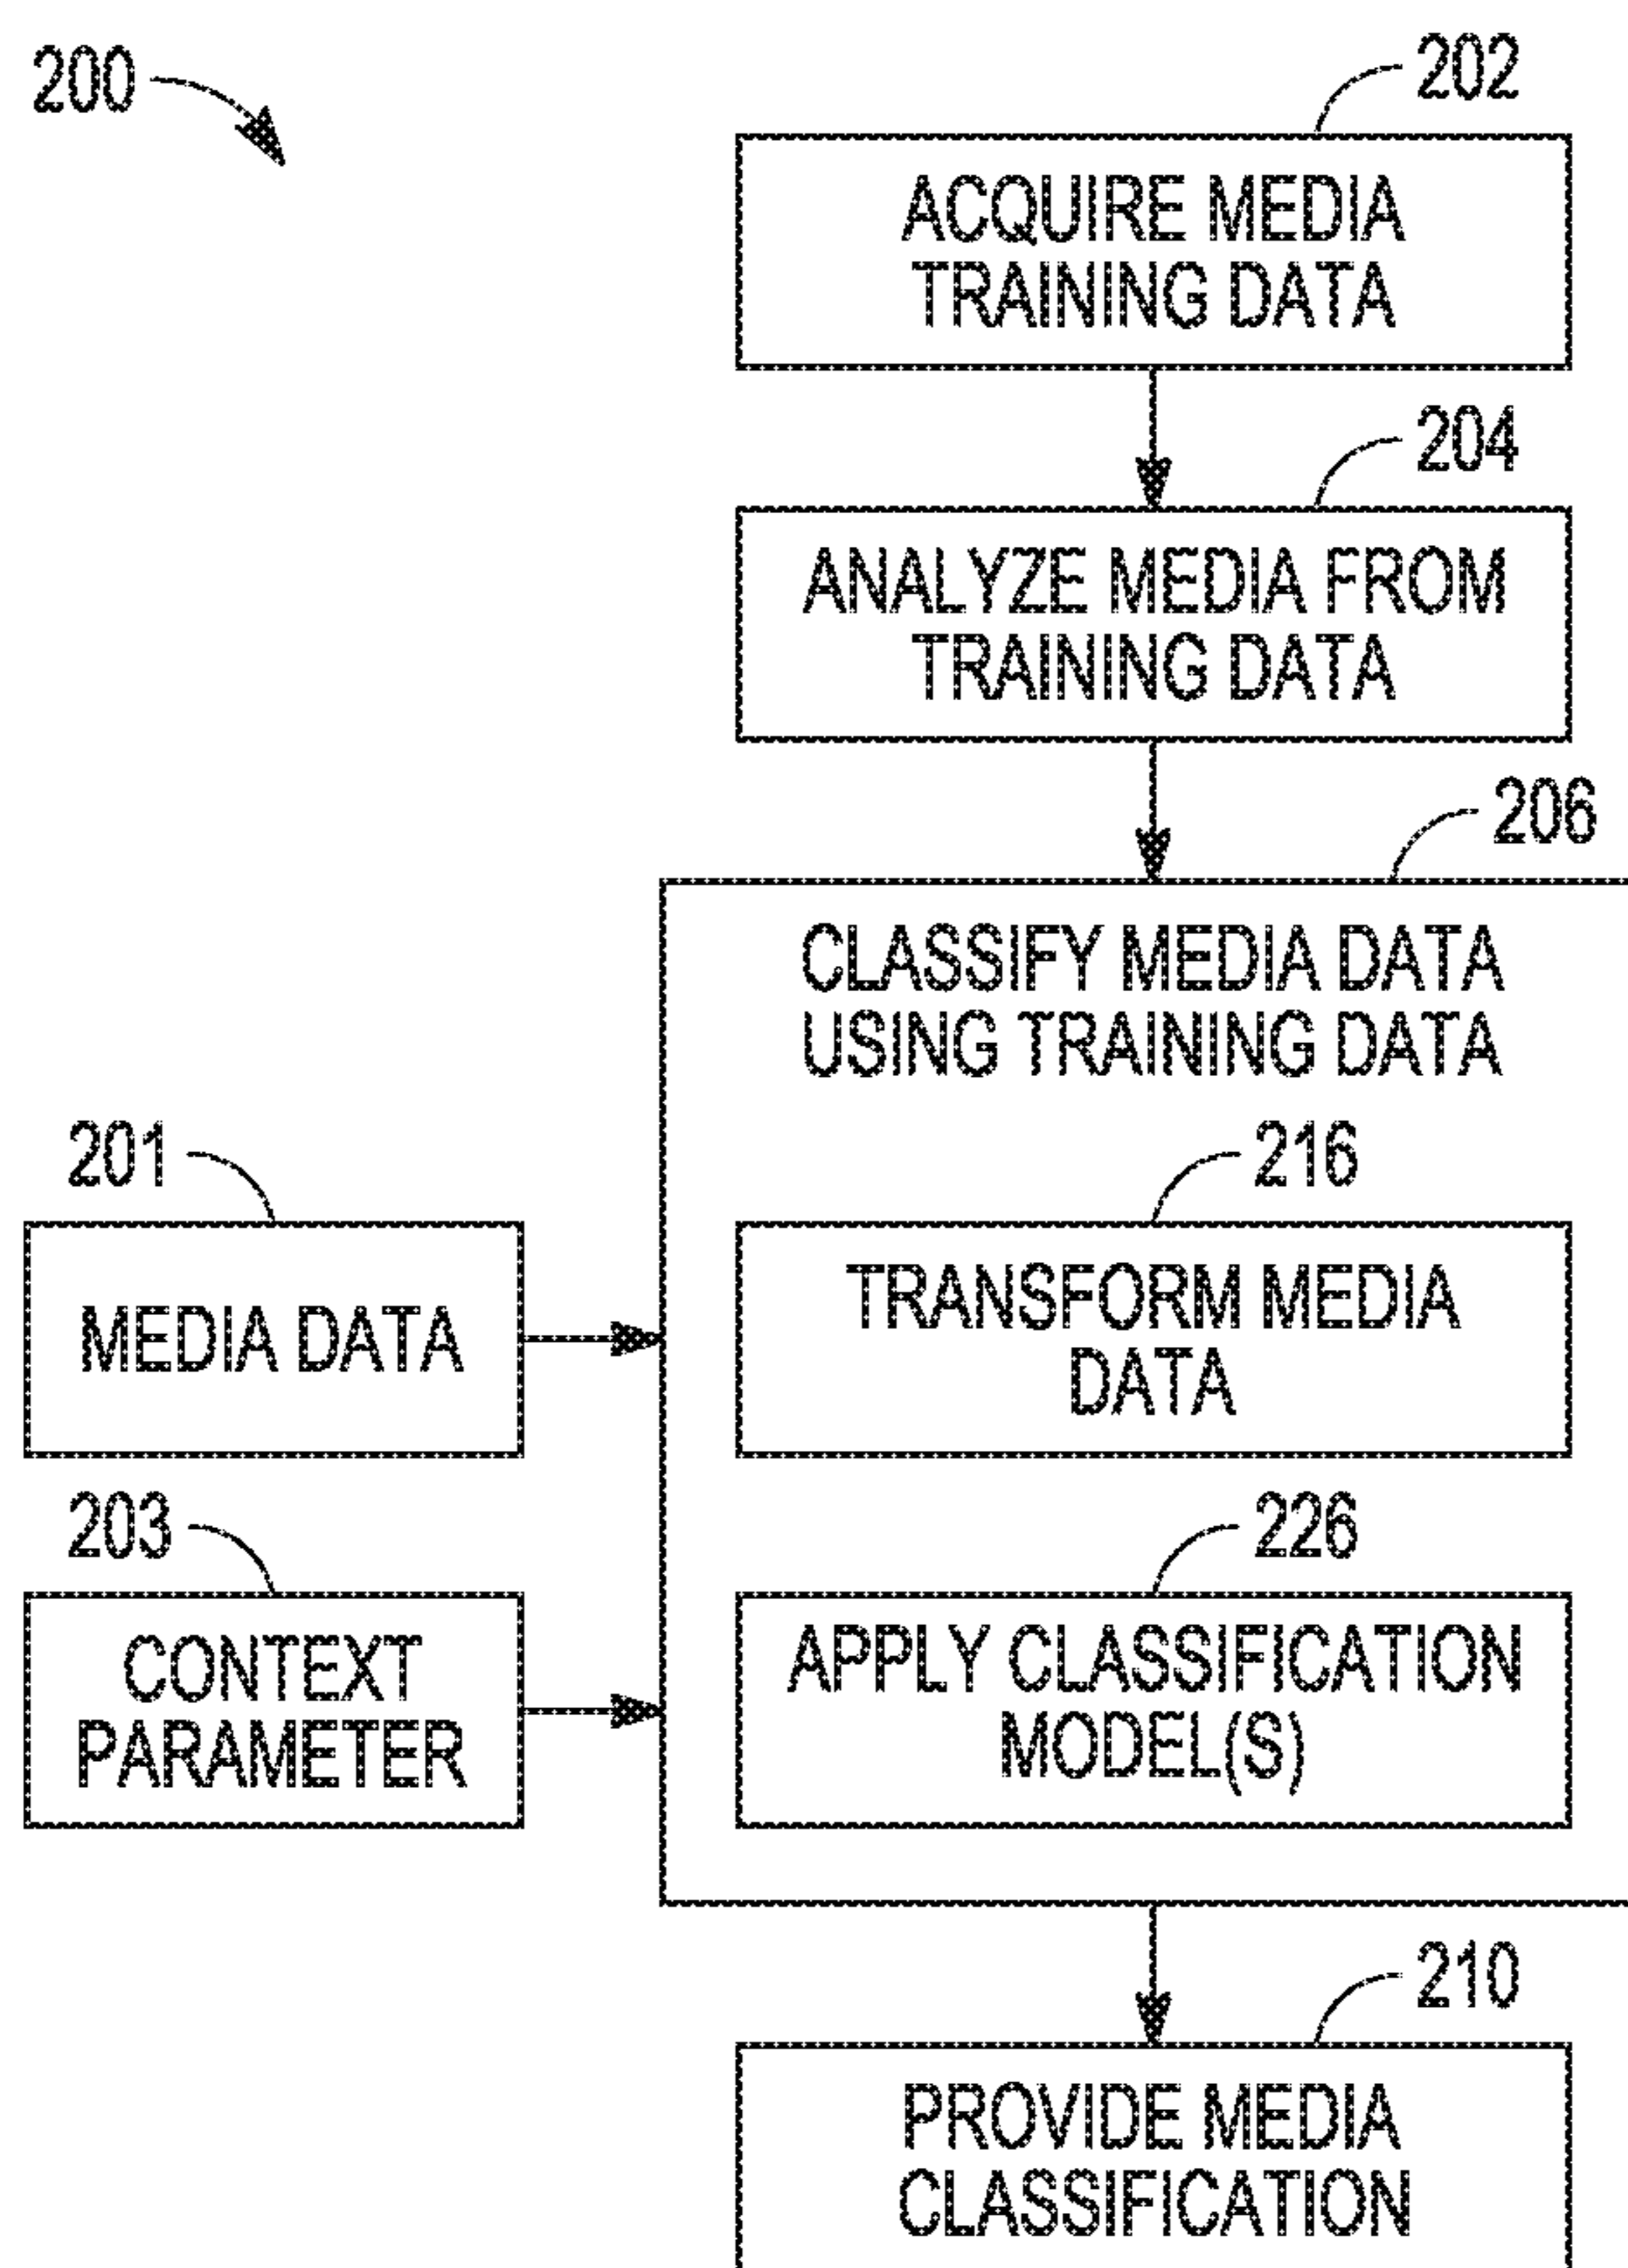 200
202
ACQUIRE MEDIA
TRAINING DATA
204
ANALYZE MEDIA FROM
TRAINING DATA
206
CLASSIFY MEDIA DATA
USING TRAINING DATA
201
MEDIA DATA
216
TRANSFORM MEDIA
DATA
203
CONTEXT
PARAMETER
226
APPLY CLASSIFICATION
MODEL(S)
210
PROVIDE MEDIA
CLASSIFICATION